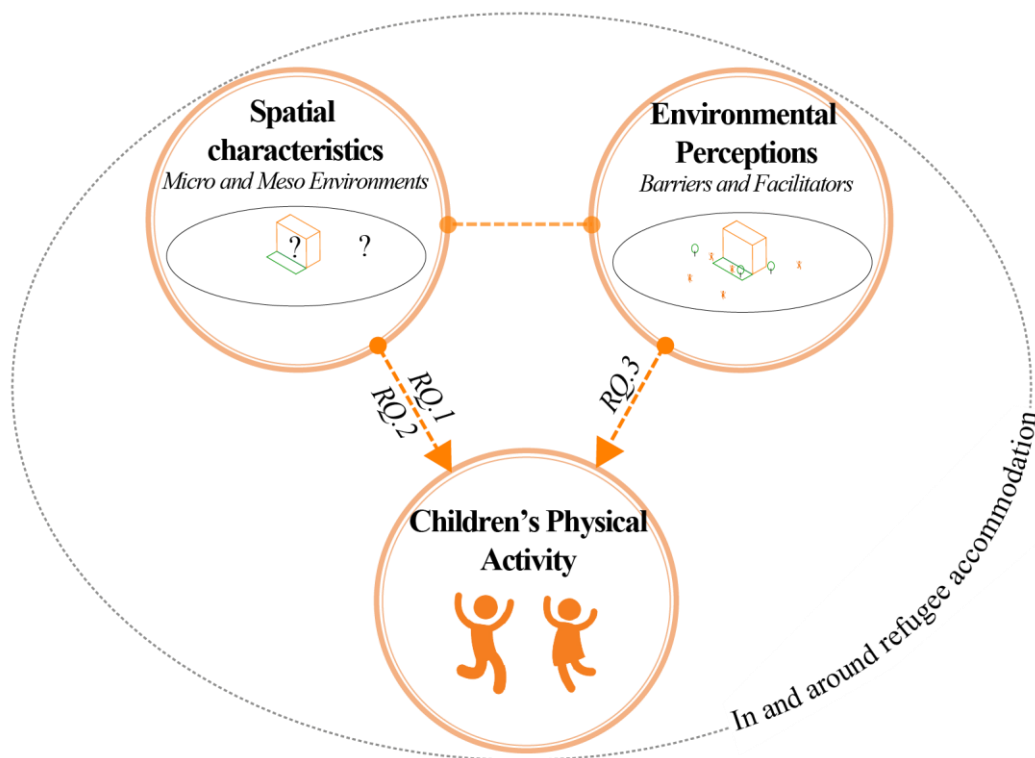 Spatial
characteristics
Micro and Meso Environments
? ?
Environmental
Perceptions
Barriers and Facilitators
RQ.1
RQ.2
RQ.3
Children’s Physical
Activity
In and around refugee accommodation